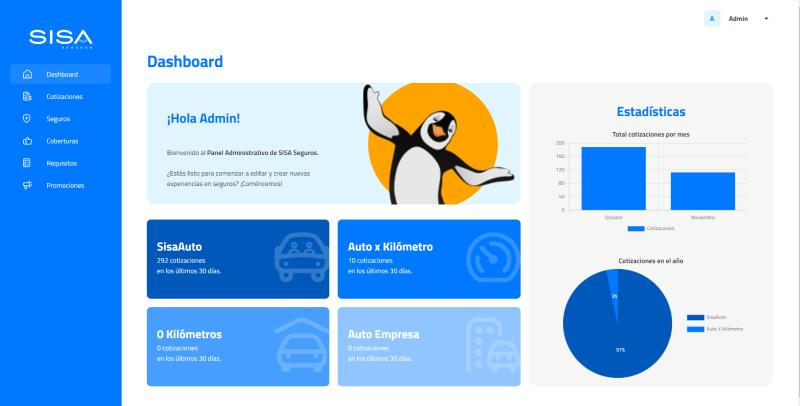 SISA
SEGUROS
Dashboard
Cotizaciones
Seguros
Coberturas
Requisitos
Promociones
A Admin
Dashboard
¡Hola Admin!
Bienvenido al Panel Administrativo de SISA Seguros.
¿Estás listo para comenzar a editar y crear nuevas
experiencias en seguros? ¡Coméncemos!
SisaAuto
292 cotizaciones
en los últimos 30 días.
Auto x Kilómetro
10 cotizaciones
en los últimos 30 días.
0 Kilómetros
0 cotizaciones
en los últimos 30 días.
Auto Empresa
0 cotizaciones
en los últimos 30 días.
Estadísticas
Total cotizaciones por mes
200
160
120
80
40
0
Octubre Noviembre
Cotizaciones
Cotizaciones en el año
3%
97%
SisaAuto
Auto X Kilómetro